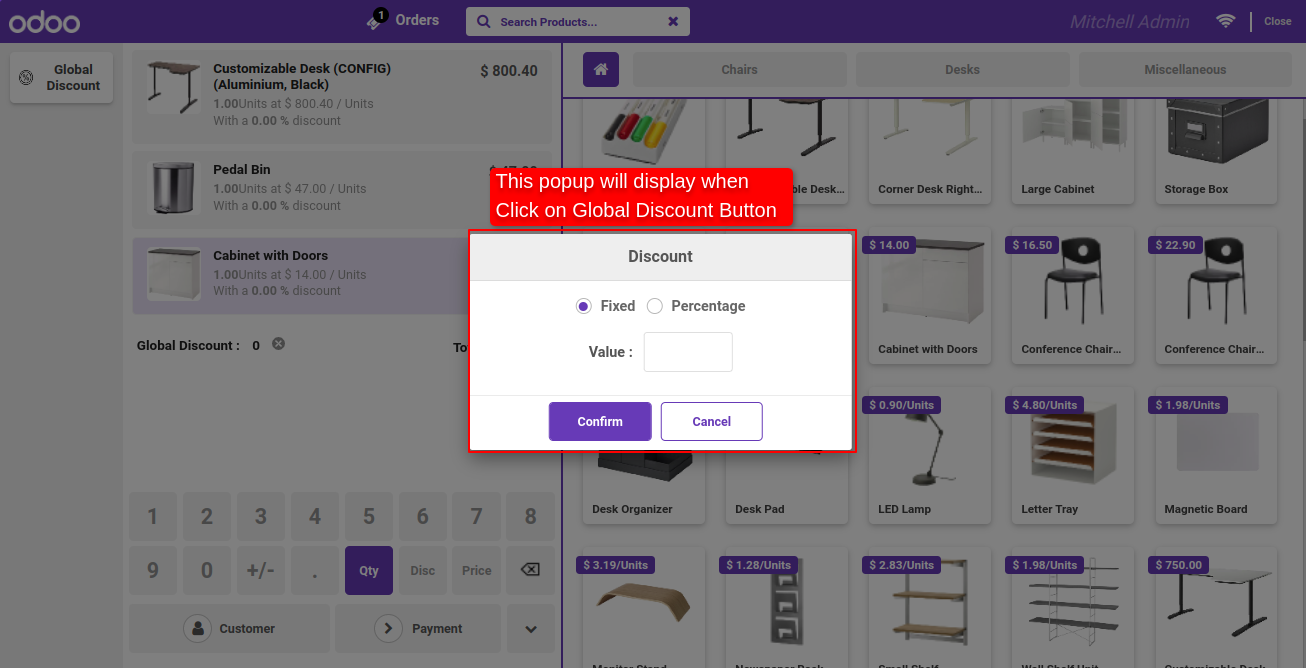 odoo
1
Orders
Search Products...
Mitchell Admin
Close
Global
Discount
Customizable Desk (CONFIG)
(Aluminium, Black)
$ 800.40
1.00Units at $ 800.40 / Units
With a 0.00 % discount
Pedal Bin
1.00Units at $ 47.00 / Units
With a 0.00 % discount
Cabinet with Doors
1.00Units at $ 14.00 / Units
With a 0.00 % discount
Global Discount : 0
To
1 2 3 4 5 6 7 8
9 0 +/- . Qty Disc Price
Customer
Payment
Chairs
Desks
Miscellaneous
ble Desk...
Corner Desk Right...
Large Cabinet
Storage Box
This popup will display when
Click on Global Discount Button
Discount
Fixed
Percentage
Value :
Confirm
Cancel
$ 14.00
Cabinet with Doors
$ 16.50
Conference Chair...
$ 22.90
Conference Chair...
Desk Organizer
Desk Pad
$ 0.90/Units
LED Lamp
$ 4.80/Units
Letter Tray
$ 1.98/Units
Magnetic Board
$ 3.19/Units
$ 1.28/Units
$ 2.83/Units
$ 1.98/Units
$ 750.00